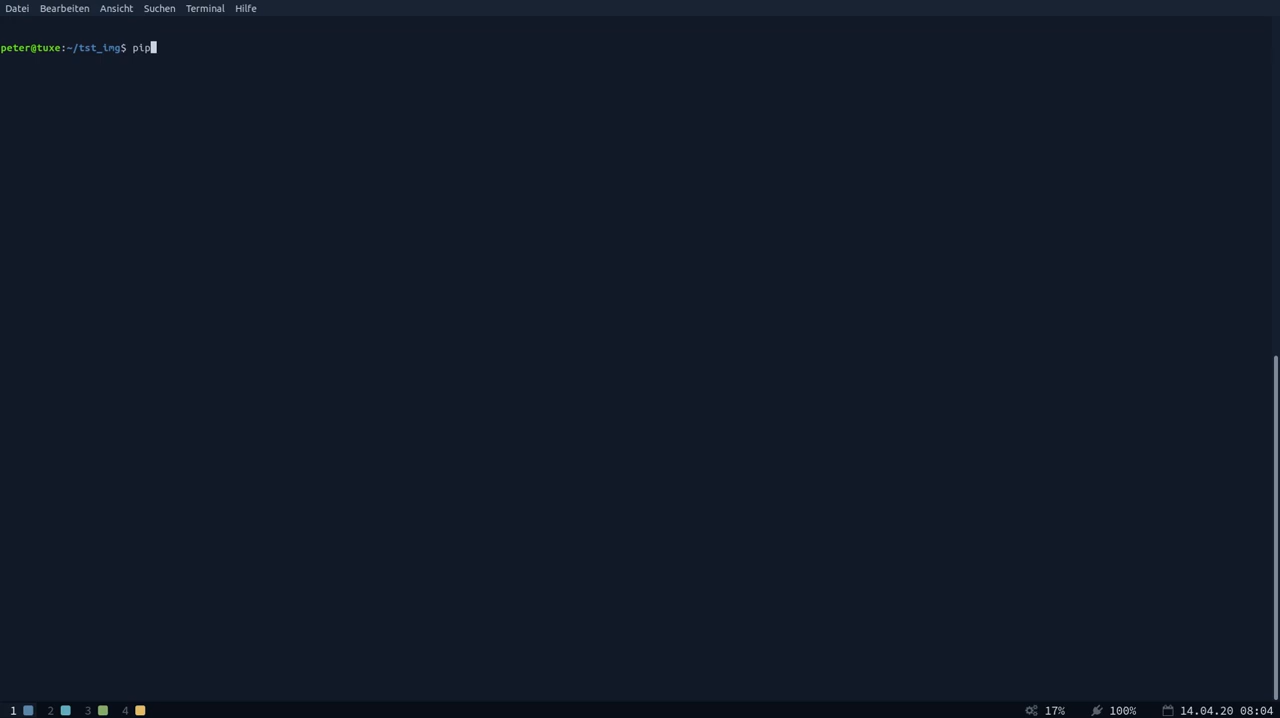 Datei Bearbeiten Ansicht Suchen Terminal Hilfe
peter@tuxe:~/tst_img$ pip
1 2 3 4 17% 100% 14.04.20 08:04